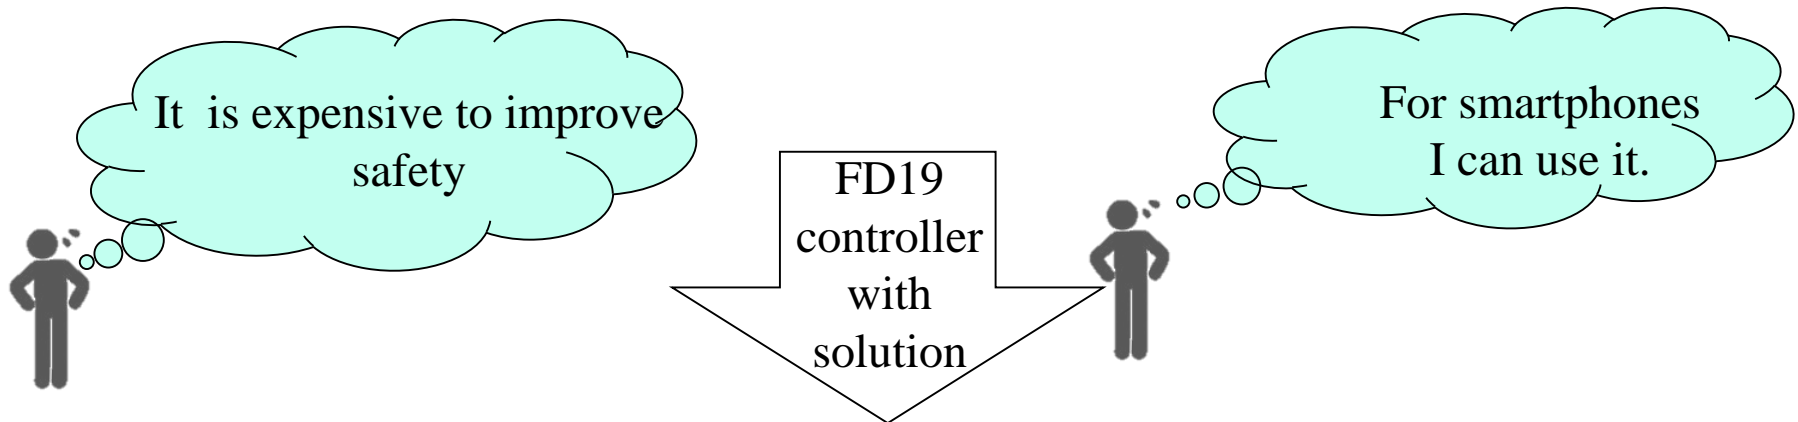 It  is expensive to improve
safety
FD19
controller
with
solution
For smartphones
I can use it.